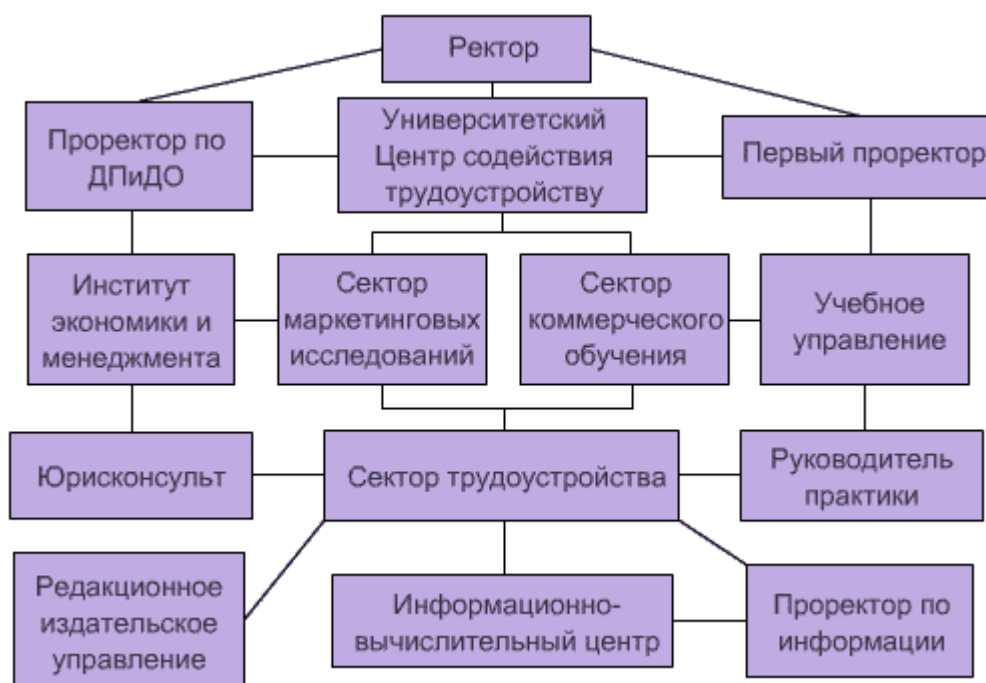 Ректор
Проректор по
ДПиДО
Университетский
Центр содействия
трудоустройству
Первый проректор
Институт
экономики и
менеджмента
Сектор
маркетинговых
исследований
Сектор
коммерческого
обучения
Учебное
управление
Юрисконсульт
Сектор трудоустройства
Руководитель
практики
Редакционное
издательское
управление
Информационно-
вычислительный центр
Проректор по
информации